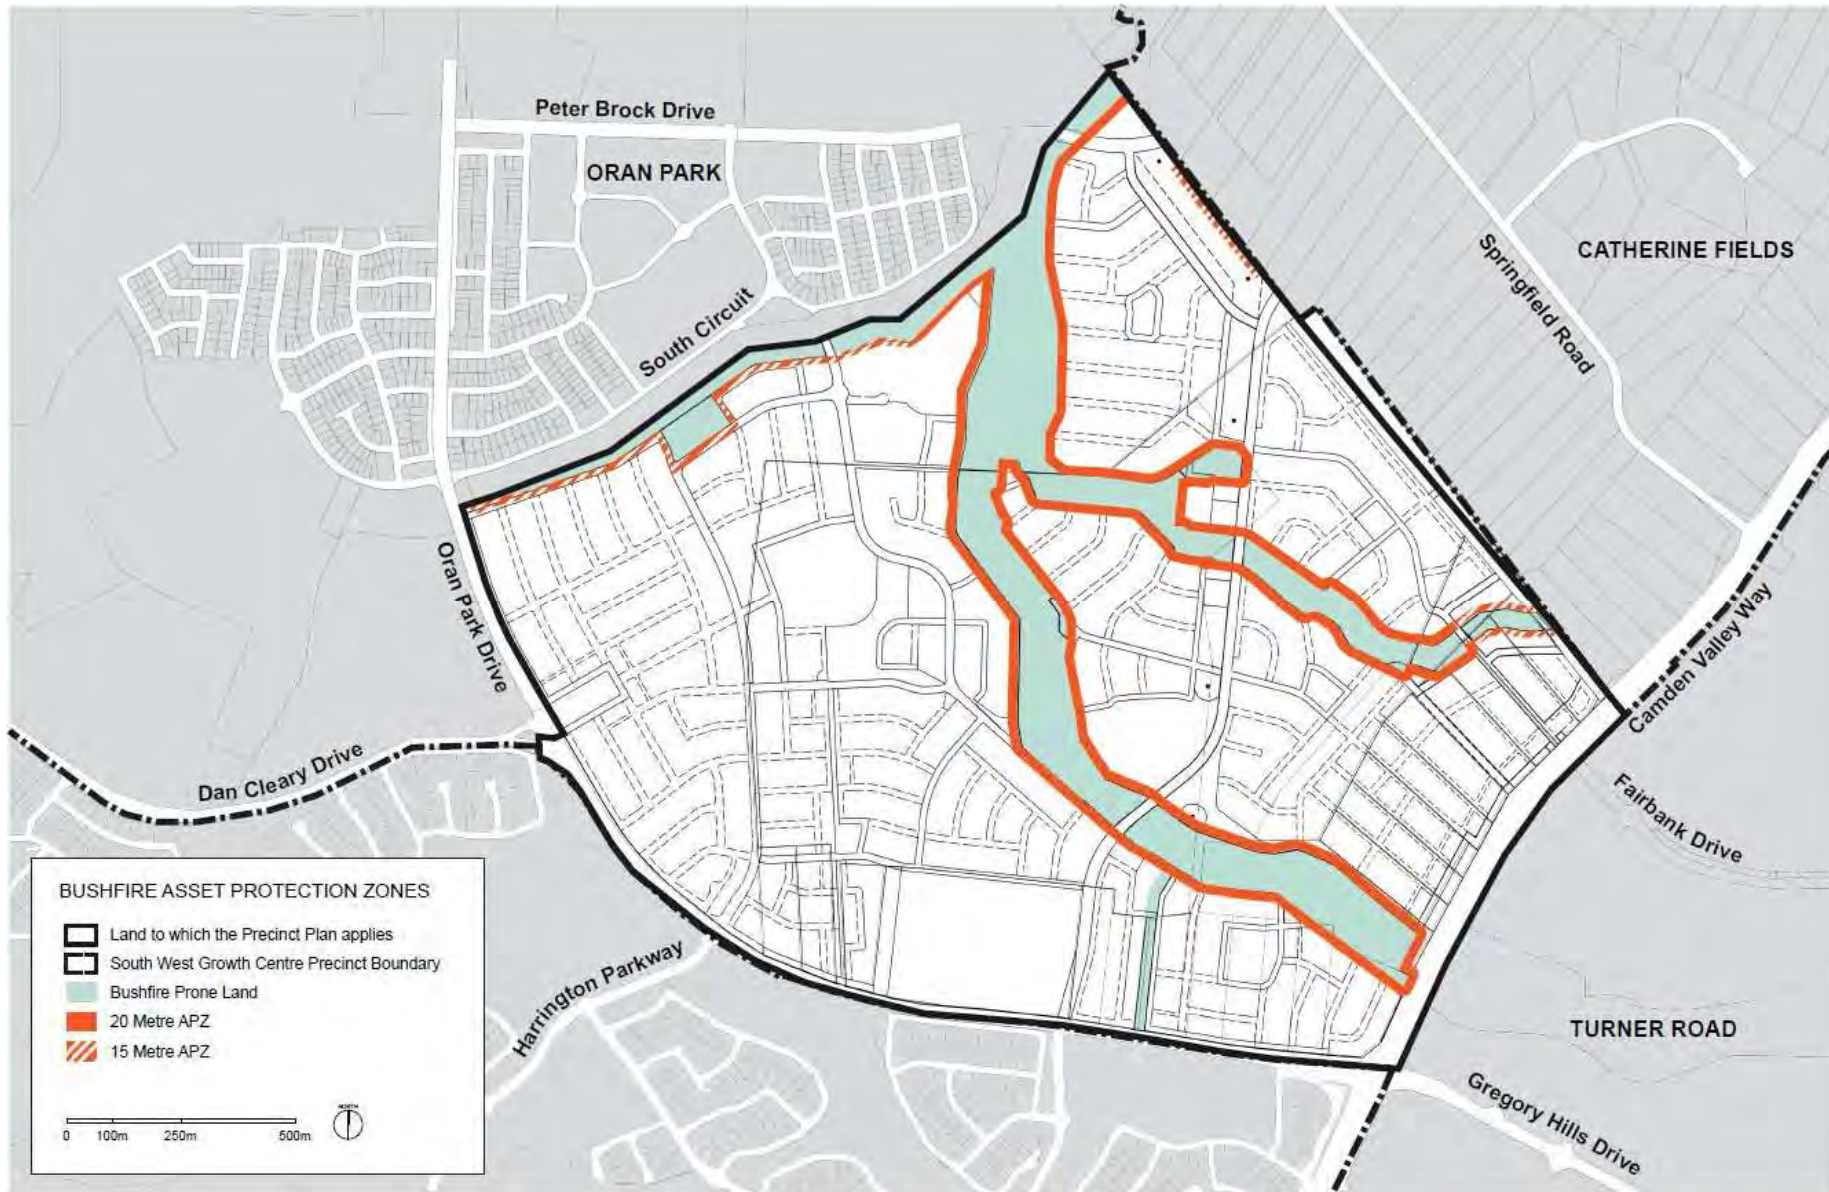 Peter Brock Drive
ORAN PARK
CATHERINE FIELDS
Springfield Road
South Circuit
Oran Park Drive
Camden Valley Way
Dan Cleary Drive
Fairbank Drive
Harrington Parkway
TURNER ROAD
Gregory Hills Drive
BUSHFIRE ASSET PROTECTION ZONES
Land to which the Precinct Plan applies
South West Growth Centre Precinct Boundary
Bushfire Prone Land
20 Metre APZ
15 Metre APZ
NORTH
0 100m 250m 500m